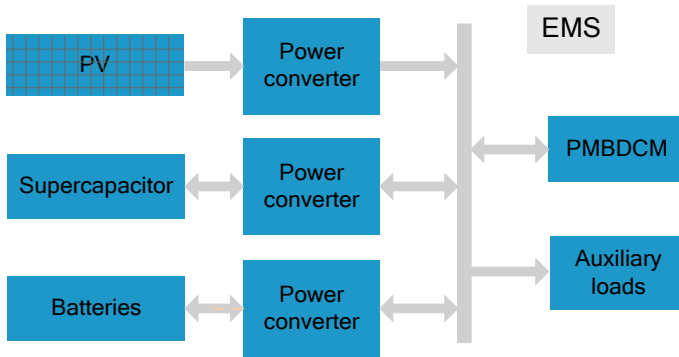 EMS
PV
Power
converter
Supercapacitor
Power
converter
Batteries
Power
converter
PMBDCM
Auxiliary
loads